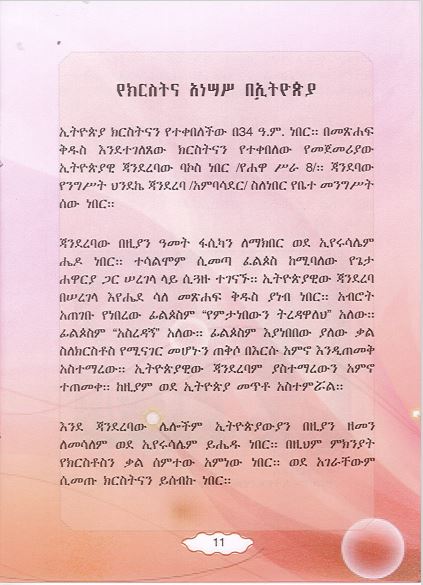 የክርስትና አነሣሥ በኢትዮጵያ
ኢትዮጵያ ክርስትናን የተቀበለችው በ34 ዓ.ም. ነበር። በመጽሐፍ
ቅዱስ እንደተገለጸው ክርስትናን የተቀበለው የመጀመሪያው
ኢትዮጵያዊ ጃንደረባው ባኮስ ነበር /የሐዋ ሥራ 8/። ጃንደባው
የንግሥት ህንደኬ ጃንደረባ /አምባሳደር/ ስለነበር የቤተ መንግሥት
ሰው ነበር።
ጃንደረባው በዚያን ዓመት ፋሲካን ለማክበር ወደ ኢየሩሳሌም
ሔዶ ነበር። ተሳልሞም ሲመጣ ፊልጶስ ከሚባለው የጌታ
ሐዋርያ ጋር ሠረገላ ላይ ሲጓዙ ተገናኙ። ኢትዮጵያዊው ጃንደረባ
በሠረገላ እየሔደ ሳለ መጽሐፍ ቅዱስ ያነብ ነበር። አብሮት
አጠገቡ የነበረው ፊልጶስም “የምታነበውን ትረዳዋለህ” አለው።
ፊልጶስም “አስረዳኝ” አለው። ፊልጶስም እያነበበው ያለው ቃል
ስለክርስቶስ የሚናገር መሆኑን ጠቅሶ በእርሱ አምኖ እንዲጠመቅ
አስተማረው። ኢትዮጵያዊው ጃንደረባም ያስተማረውን አምኖ
ተጠመቀ። ከዚያም ወደ ኢትዮጵያ መጥቶ አስተምሯል።
እንደ ጃንደረባው ሌሎችም ኢትዮጵያውያን በዚያን ዘመን
ለመሳለም ወደ ኢየሩሳሌም ይሔዱ ነበር። በዚህም ምክንያት
የክርስቶስን ቃል ሰምተው አምነው ነበር። ወደ አገራቸውም
ሲመጡ ክርስትናን ይሰብኩ ነበር።
11